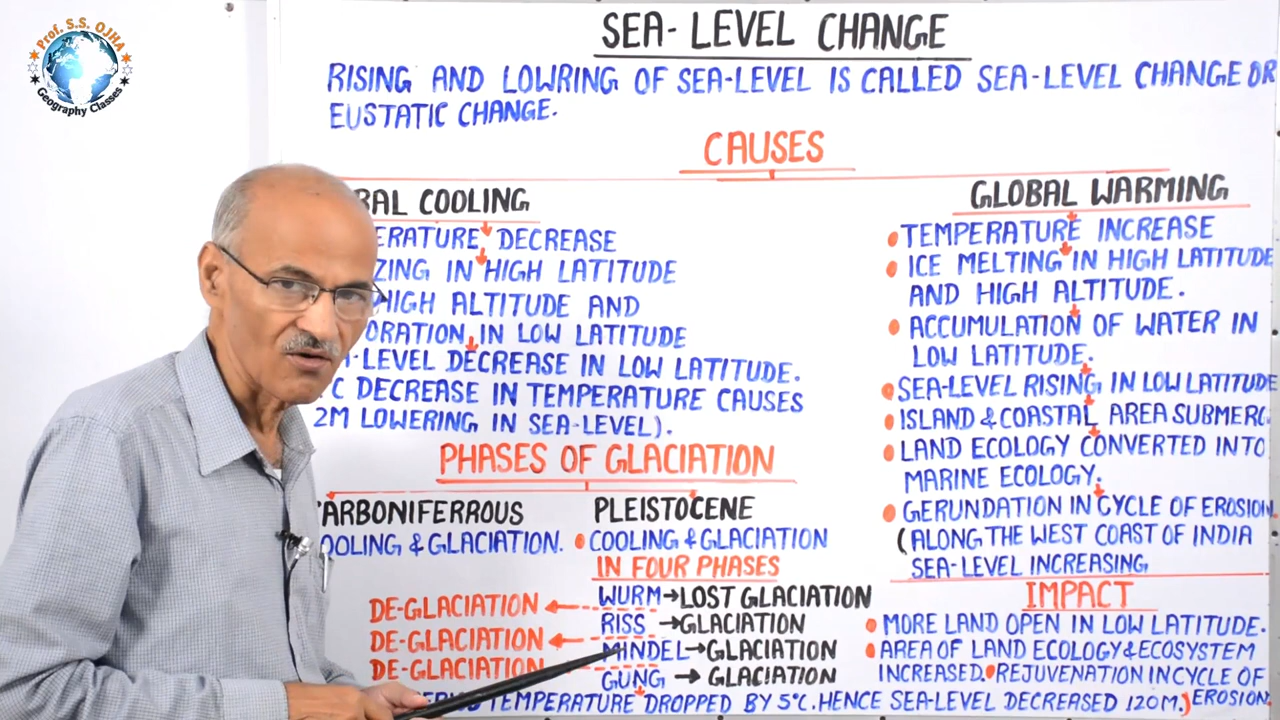 Prof. S.S. OJHA
Geography Classes
SEA-LEVEL CHANGE
RISING AND LOWRING OF SEA-LEVEL IS CALLED SEA-LEVEL CHANGE OR
EUSTATIC CHANGE.
CAUSES
COOLING
DECREASE
IN HIGH LATITUDE
HIGH ALTITUDE AND
IN LOW LATITUDE
-LEVEL DECREASE IN LOW LATITUDE.
C DECREASE IN TEMPERATURE CAUSES
2M LOWERING IN SEA-LEVEL).
PHASES OF GLACIATION
ARBONIFERROUS
OOLING & GLACIATION.
PLEISTOCENE
COOLING & GLACIATION
IN FOUR PHASES
DE-GLACIATION WURM→LOST GLACIATION
DE-GLACIATION RISS →GLACIATION
DE-GLACIATION MINDEL→GLACIATION
GUNG → GLACIATION
TEMPERATURE DROPPED BY 5°C. HENCE SEA-LEVEL DECREASED 120M.)
GLOBAL WARMING
TEMPERATURE INCREASE
ICE MELTING IN HIGH LATITUDE
AND HIGH ALTITUDE.
ACCUMULATION OF WATER IN
LOW LATITUDE.
SEA-LEVEL RISING IN LOW LATITUDE
ISLAND & COASTAL AREA SUBMERG
LAND ECOLOGY CONVERTED INTO
MARINE ECOLOGY.
GERUNDATION IN CYCLE OF EROSION
(ALONG THE WEST COAST OF INDIA
SEA-LEVEL INCREASING
IMPACT
MORE LAND OPEN IN LOW LATITUDE.
AREA OF LAND ECOLOGY & ECOSYSTEM
INCREASED. REJUVENATION IN CYCLE OF
EROSION.